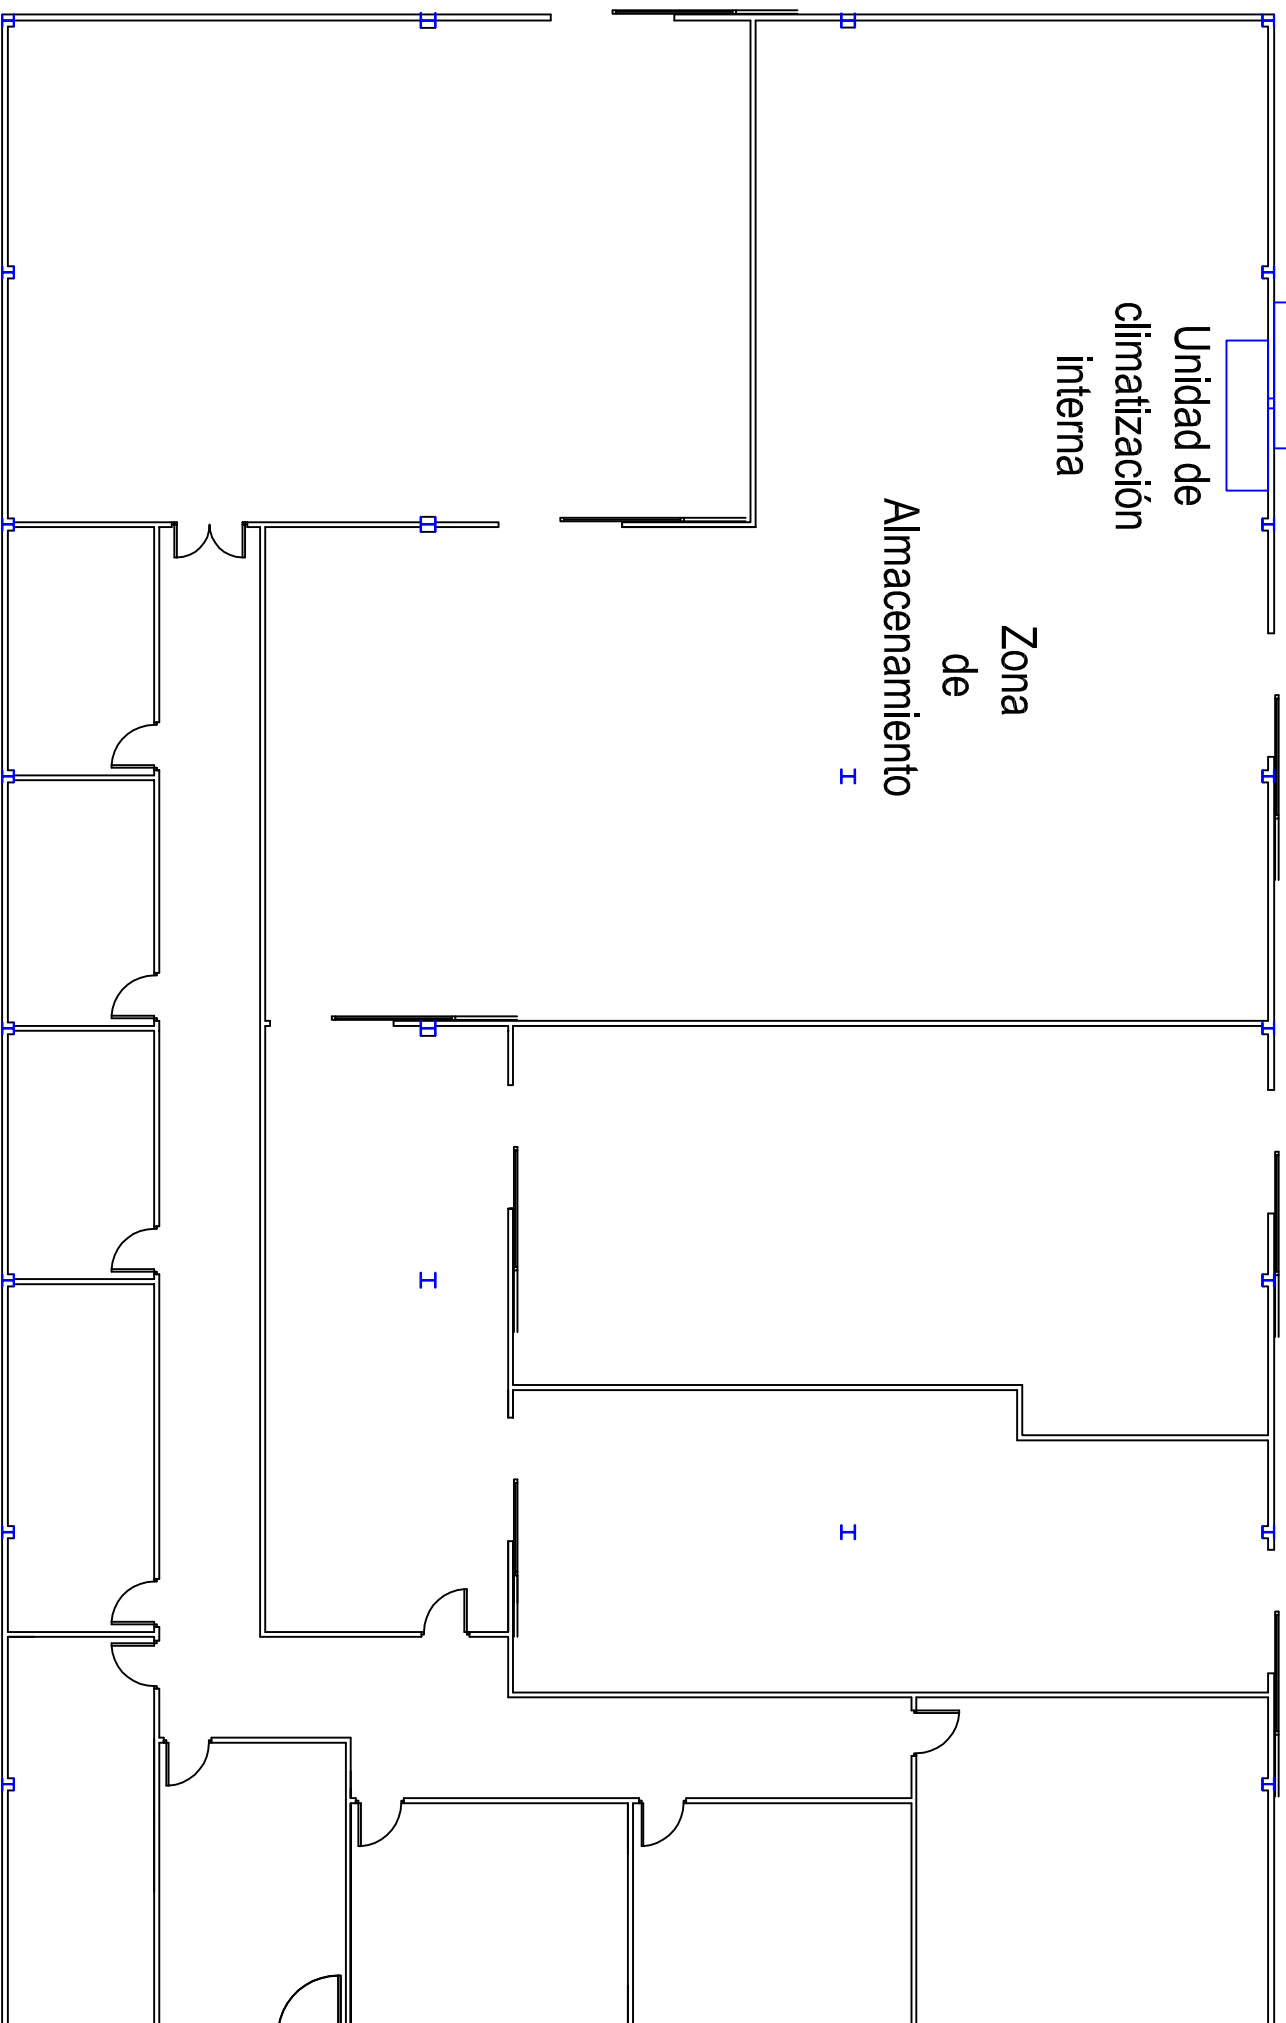 Unidad de
climatización
interna
Zona
de
Almacenamiento